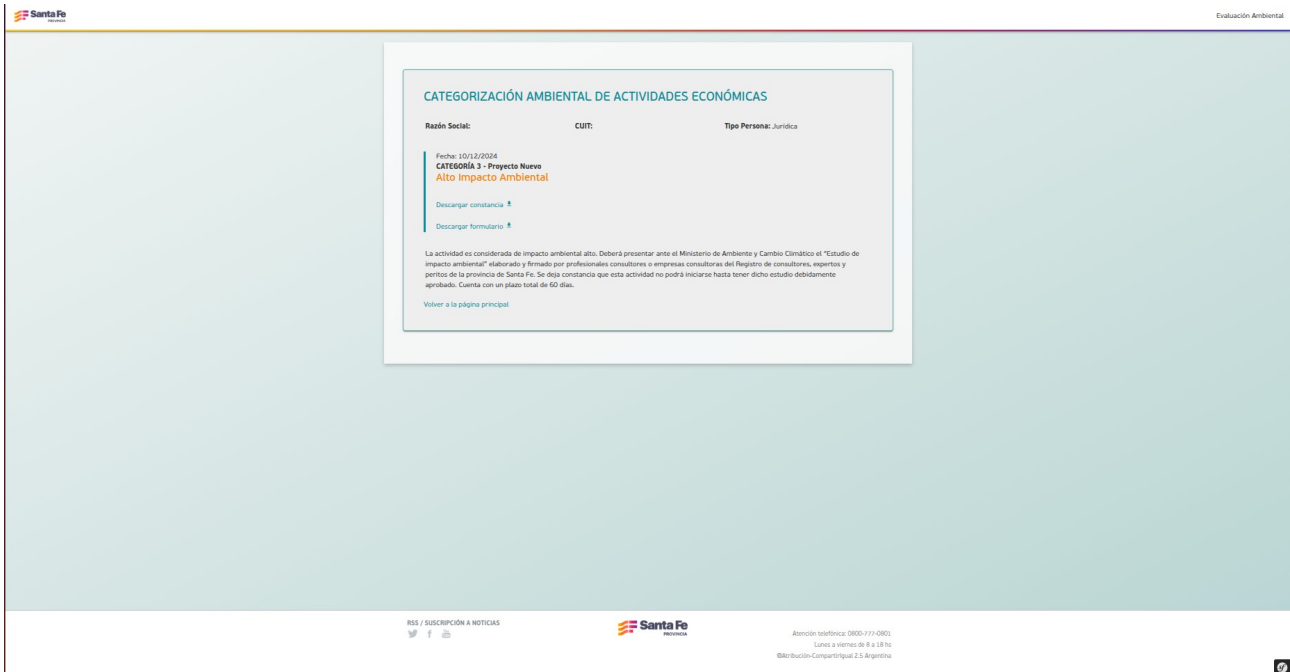 Santa Fe
PROVINCIA
Evaluación Ambiental
CATEGORIZACIÓN AMBIENTAL DE ACTIVIDADES ECONÓMICAS
Razón Social: CUIT: Tipo Persona: Jurídica
Fecha: 10/12/2024
CATEGORÍA 3 - Proyecto Nuevo
Alto Impacto Ambiental
Descargar constancia
Descargar formulario
La actividad es considerada de impacto ambiental alto. Deberá presentar ante el Ministerio de Ambiente y Cambio Climático el "Estudio de
impacto ambiental" elaborado y firmado por profesionales consultores o empresas consultoras del Registro de consultores, expertos y
peritos de la provincia de Santa Fe. Se deja constancia que esta actividad no podrá iniciarse hasta tener dicho estudio debidamente
aprobado. Cuenta con un plazo total de 60 días.
Volver a la página principal
RSS / SUSCRIPCIÓN A NOTICIAS
Santa Fe
PROVINCIA
Atención telefónica: 0800-777-0801
Lunes a viernes de 8 a 18 hs
©Atribución-CompartirIgual 2.5 Argentina